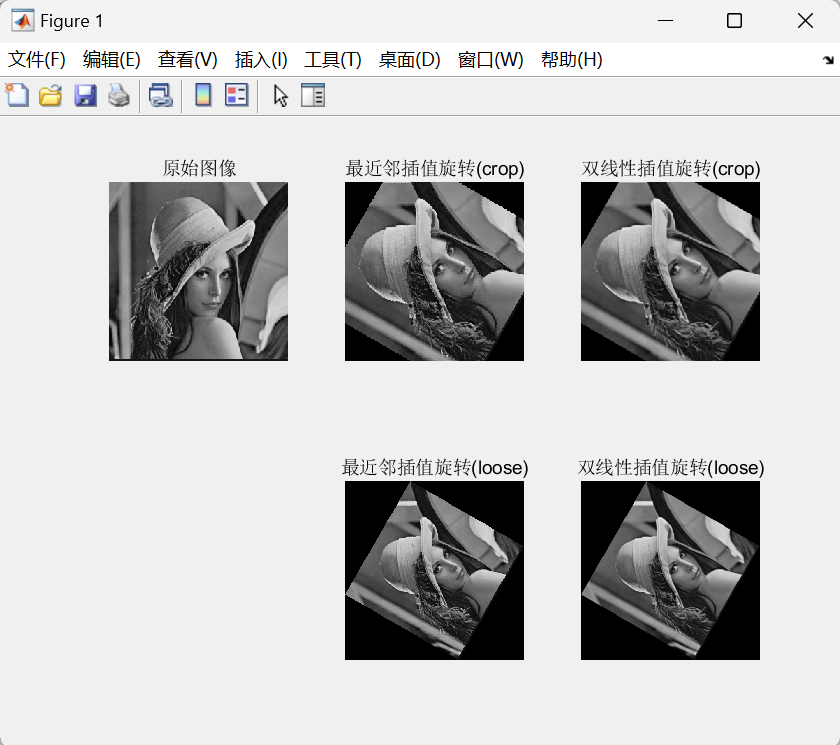 Figure 1
文件(F) 编辑(E) 查看(V) 插入(I) 工具(T) 桌面(D) 窗口(W) 帮助(H)
原始图像 最近邻插值旋转(crop) 双线性插值旋转(crop)
最近邻插值旋转(loose) 双线性插值旋转(loose)